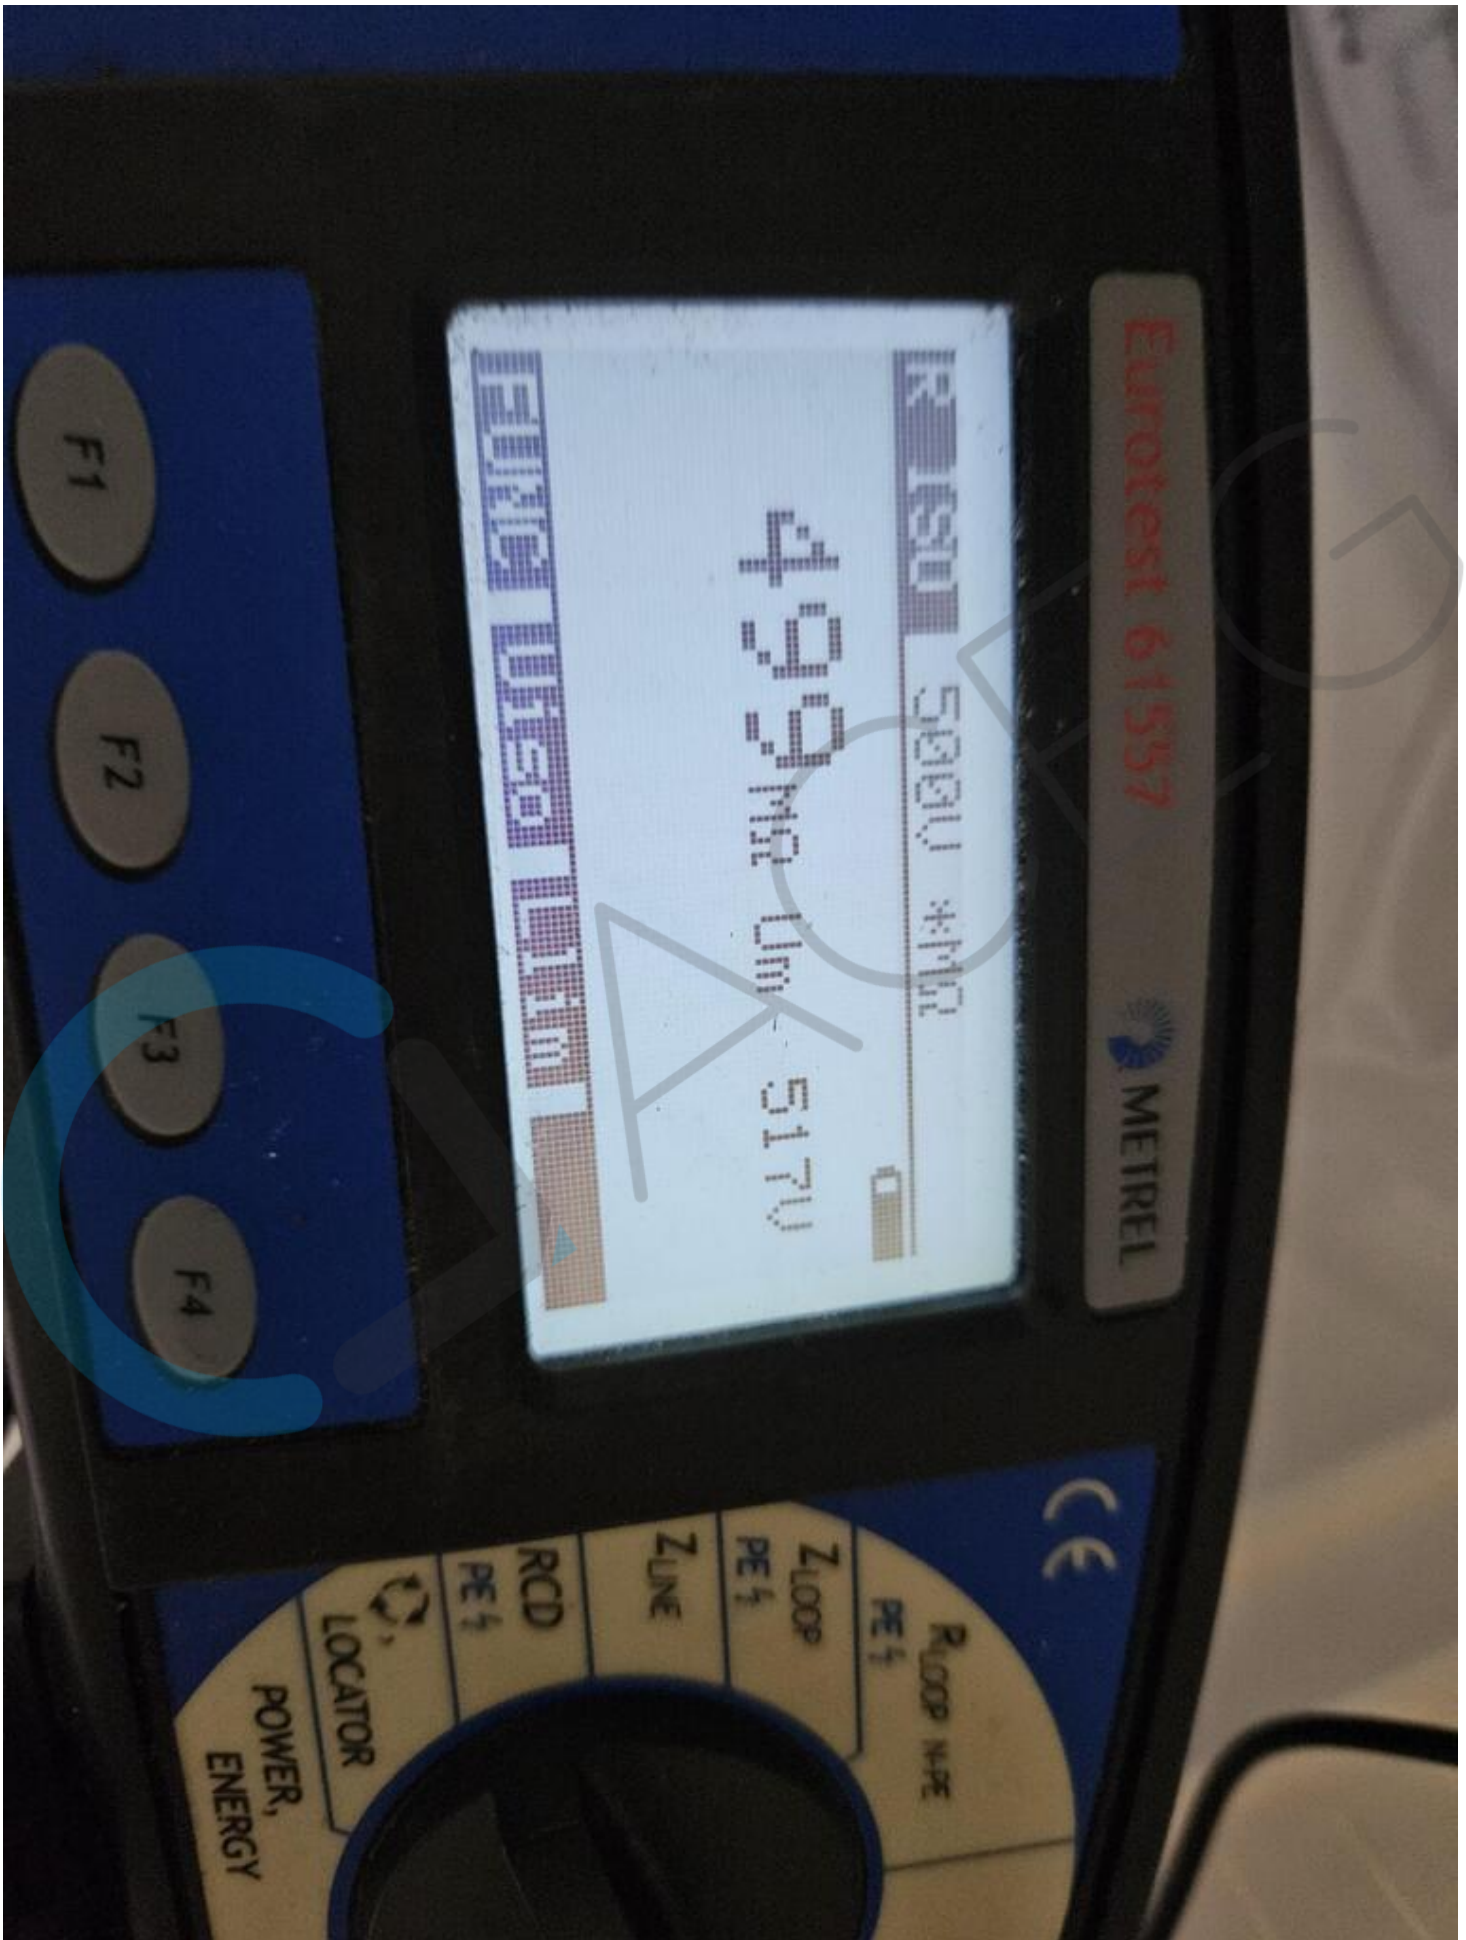 Eurotest 61557 METREL
R ISO 500V *MΩ
499MΩ Um 517V
FUNC Uiso Lim
F1 F2 F3 F4
CE
RLOOP N-PE
PE
ZLOOP
PE
ZLINE
RCD
PE
, LOCATOR
POWER,
ENERGY